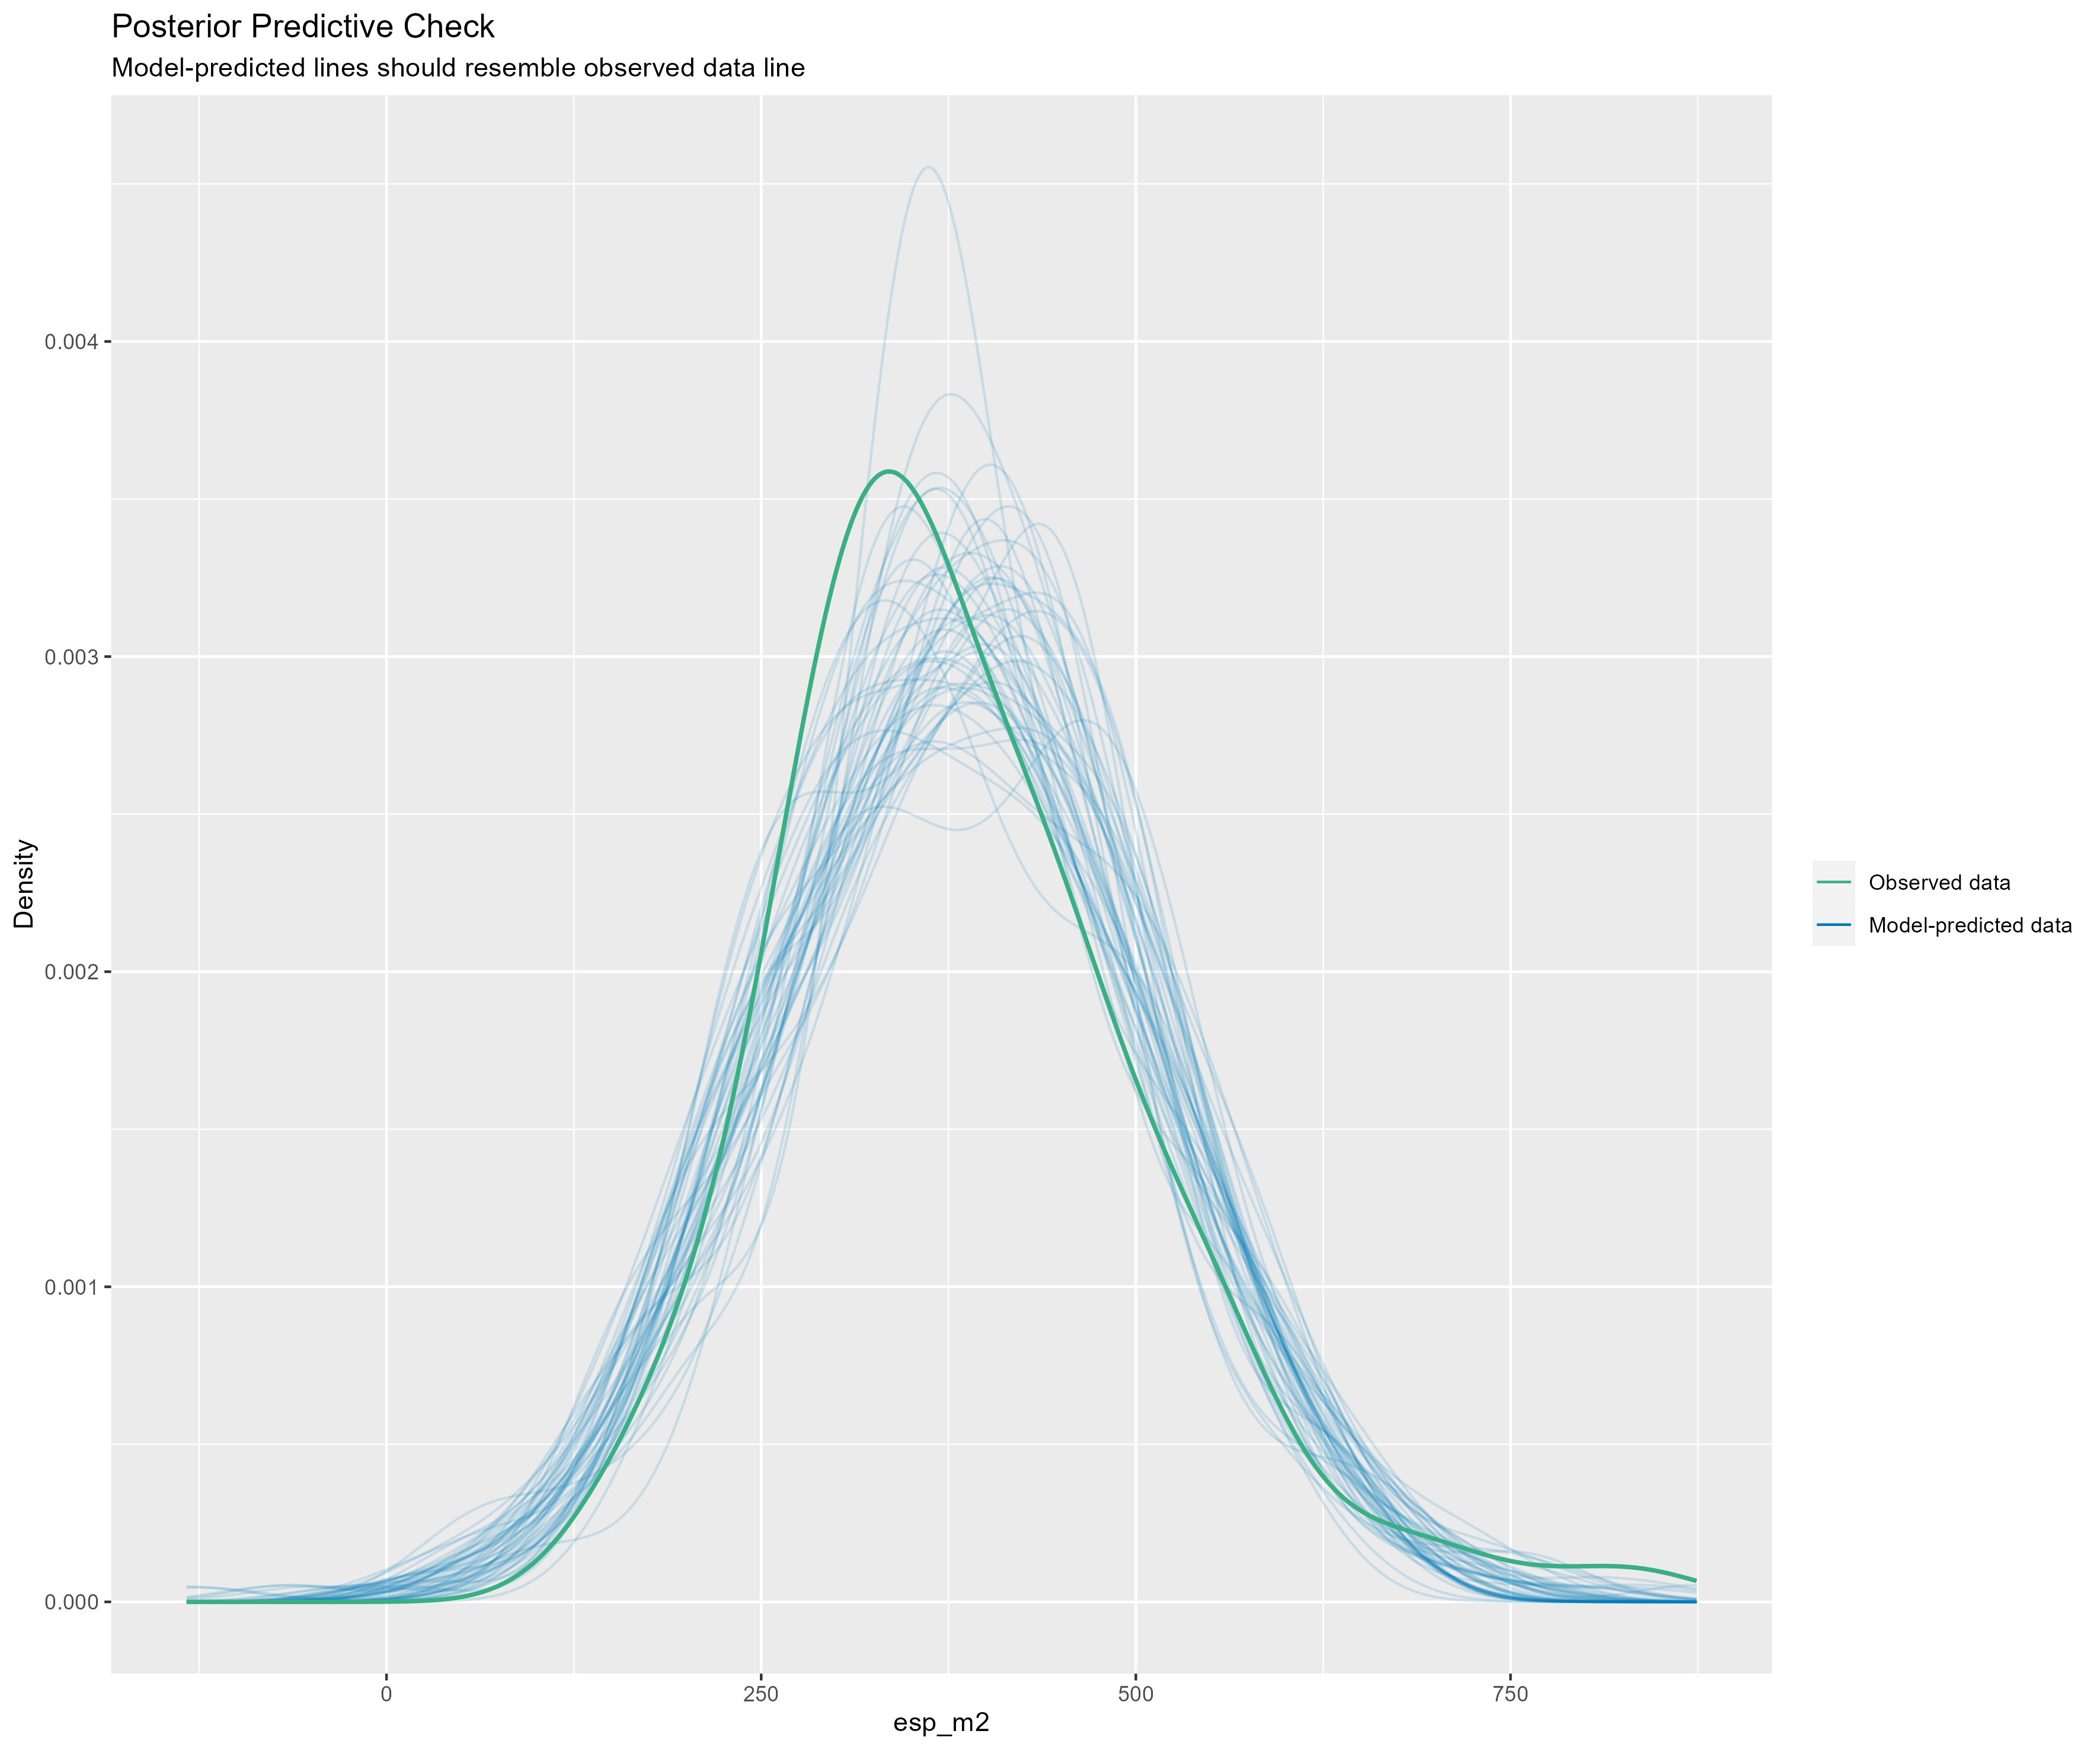 Posterior Predictive Check
Model-predicted lines should resemble observed data line
Density
0.004
0.003
0.002
0.001
0.000
0
250
500
750
esp_m2
Observed data
Model-predicted data